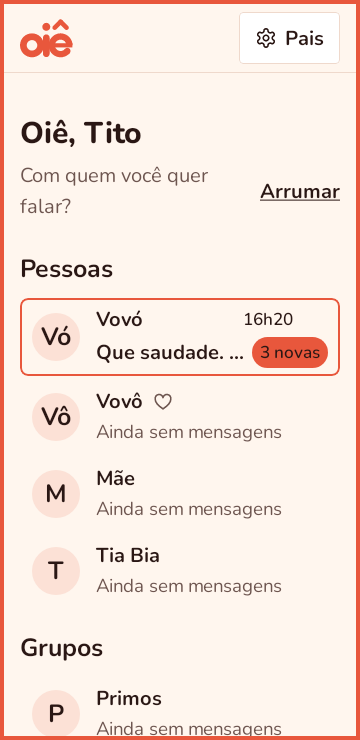 oiê
Pais
Oiê, Tito
Com quem você quer
falar?
Arrumar
Pessoas
Vó
Vovó
16h20
Que saudade. ...
3 novas
Vô
Vovô
Ainda sem mensagens
M
Mãe
Ainda sem mensagens
T
Tia Bia
Ainda sem mensagens
Grupos
P
Primos
Ainda sem mensagens